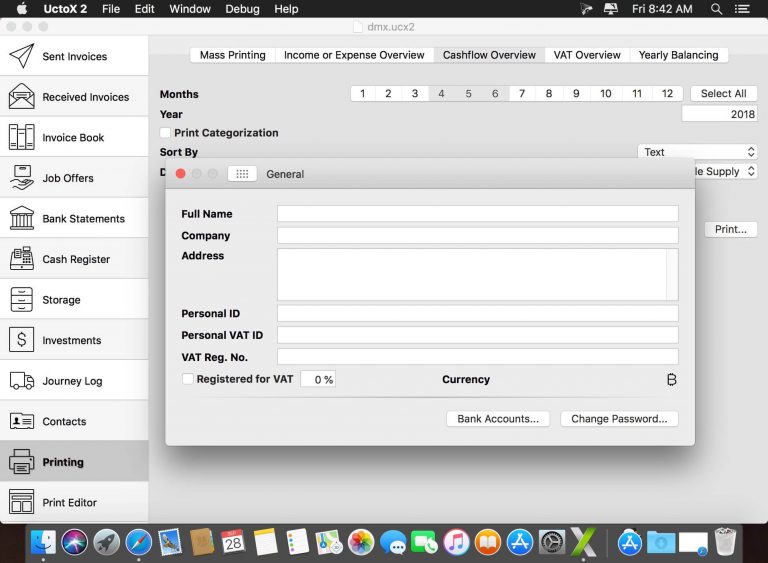 UctoX 2 File Edit Window Debug Help Fri 8:42 AM
dmx.ucx2
Sent Invoices
Received Invoices
Invoice Book
Job Offers
Bank Statements
Cash Register
Storage
Investments
Journey Log
Contacts
Printing
Print Editor
Mass Printing Income or Expense Overview Cashflow Overview VAT Overview Yearly Balancing
Months 1 2 3 4 5 6 7 8 9 10 11 12 Select All
Year 2018
Print Categorization
Sort By Text
le Supply
Print...
General
Full Name
Company
Address
Personal ID
Personal VAT ID
VAT Reg. No.
Registered for VAT 0 % Currency ₿
Bank Accounts... Change Password...
28